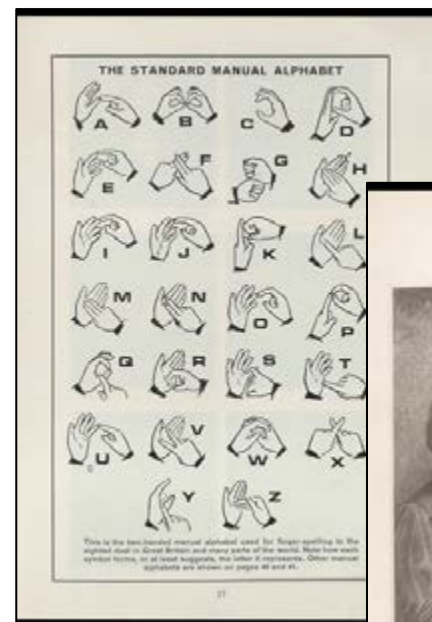 THE STANDARD MANUAL ALPHABET
A B C D
E F G H
I J K L
M N O P
Q R S T
U V W X
Y Z
This is the two-handed manual alphabet used for finger-spelling to the
sighted deaf in Great Britain and many parts of the world. Note how each
symbol forms, or at least suggests, the letter it represents. Other manual
alphabets are shown on pages 40 and 41.